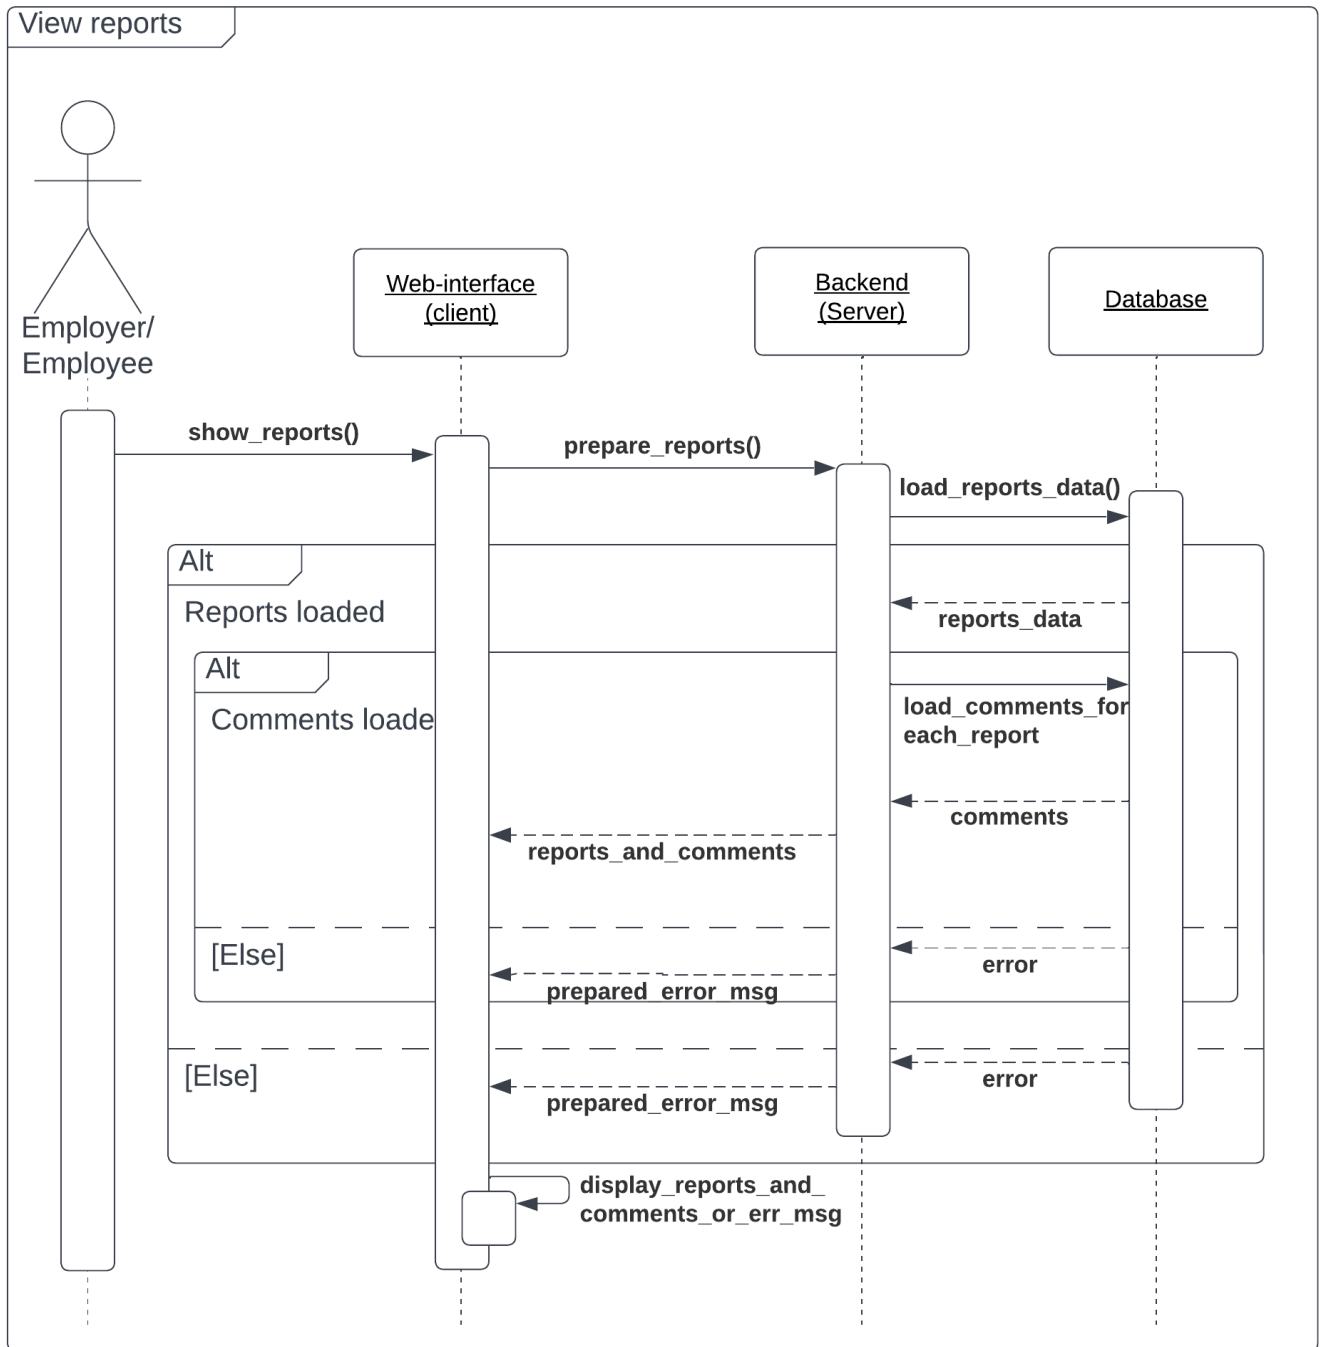 View reports
Employer/
Employee
Web-interface
(client)
Backend
(Server)
Database
show_reports()
prepare_reports()
load_reports_data()
Alt
Reports loaded
reports_data
Alt
Comments loade
load_comments_for
each_report
comments
reports_and_comments
[Else]
error
prepared_error_msg
[Else]
error
prepared_error_msg
display_reports_and_
comments_or_err_msg